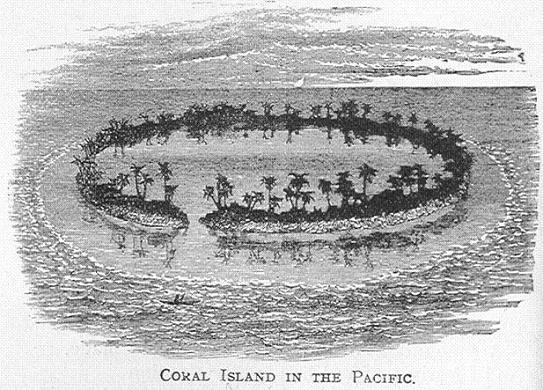 Coral Island in the Pacific.